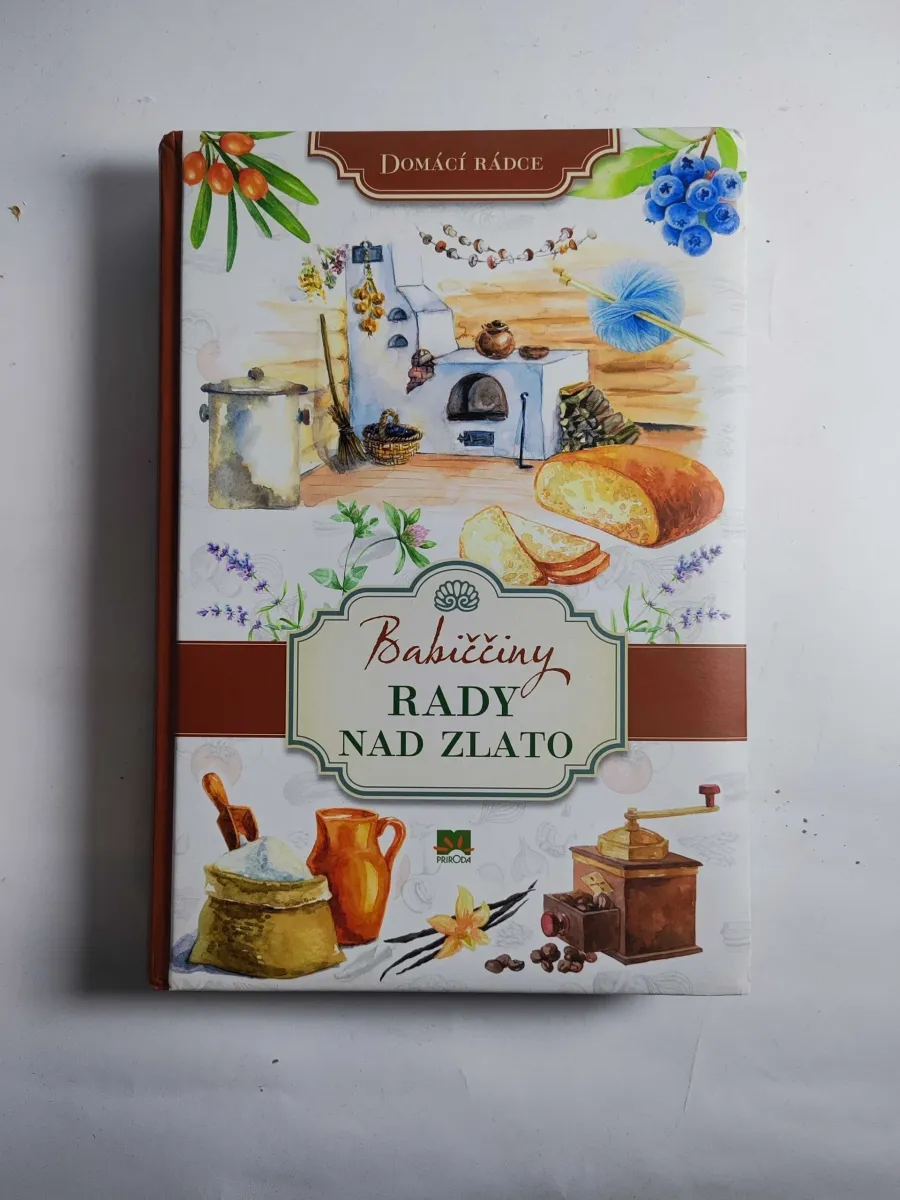 DOMÁCÍ RÁDCE
Babiččiny
RADY
NAD ZLATO
PRÍRODA